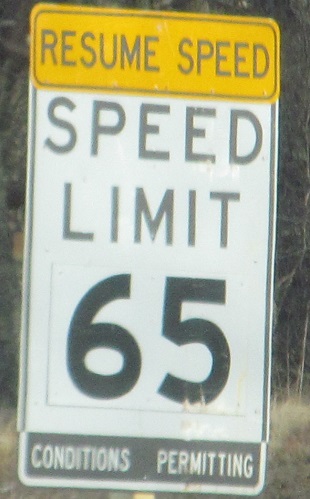 RESUME SPEED
SPEED
LIMIT
65
CONDITIONS PERMITTING